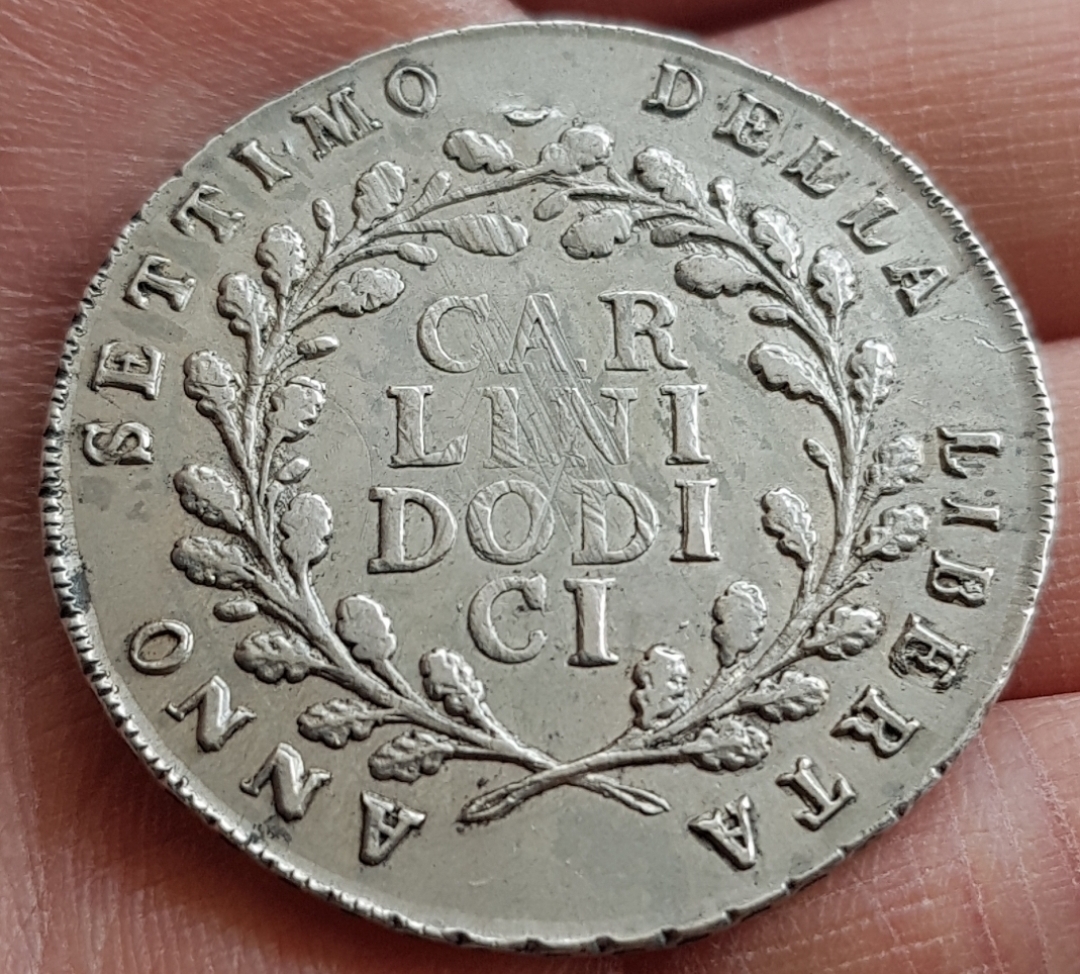 ANNO SETTIMO DELLA LIBERTA
CAR
LINI
DODI
CI